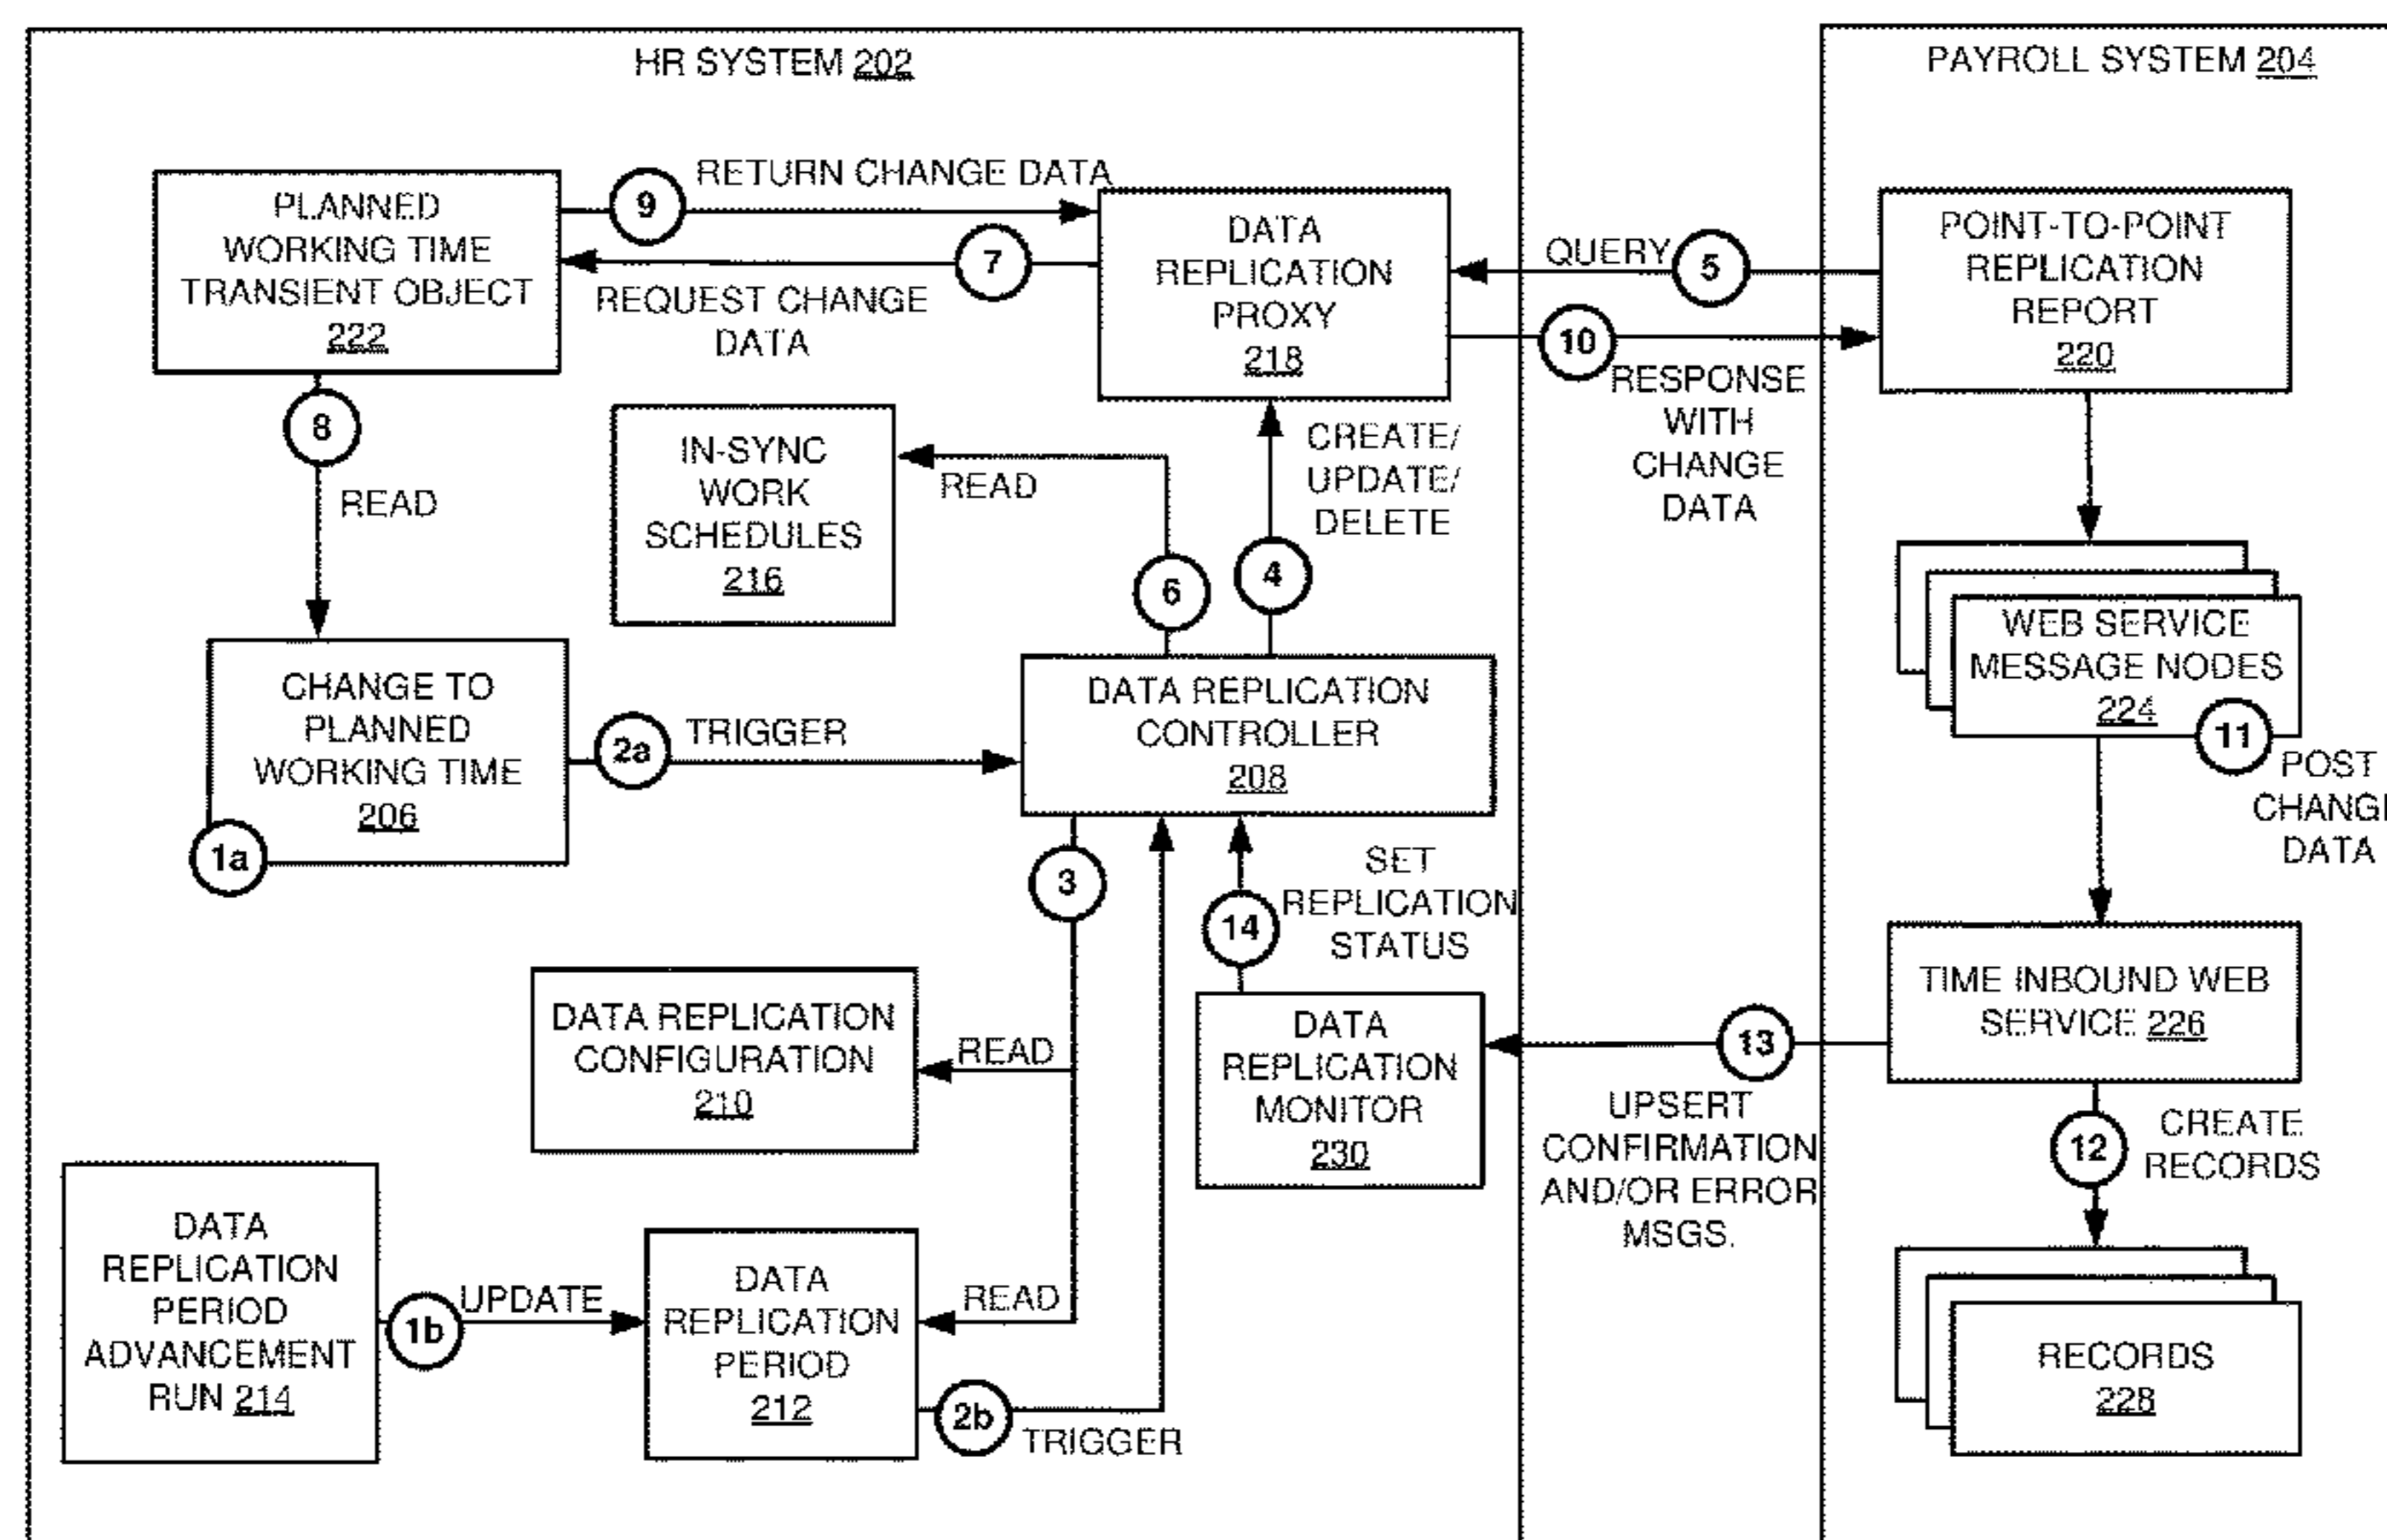 HR SYSTEM 202
PAYROLL SYSTEM 204
PLANNED
WORKING TIME
TRANSIENT OBJECT
222
9
RETURN CHANGE DATA
7
REQUEST CHANGE
DATA
DATA
REPLICATION
PROXY
218
QUERY
5
10
RESPONSE
WITH
CHANGE
DATA
POINT-TO-POINT
REPLICATION
REPORT
220
8
READ
IN-SYNC
WORK
SCHEDULES
216
READ
6
4
CREATE/
UPDATE/
DELETE
WEB SERVICE
MESSAGE NODES
224
11
POST
CHANGE
DATA
CHANGE TO
PLANNED
WORKING TIME
206
1a
2a
TRIGGER
DATA REPLICATION
CONTROLLER
208
3
14
SET
REPLICATION
STATUS
DATA REPLICATION
CONFIGURATION
210
READ
DATA
REPLICATION
MONITOR
230
13
UPSERT
CONFIRMATION
AND/OR ERROR
MSGS.
TIME INBOUND WEB
SERVICE 226
12
CREATE
RECORDS
DATA
REPLICATION
PERIOD
ADVANCEMENT
RUN 214
1b
UPDATE
DATA
REPLICATION
PERIOD
212
READ
2b
TRIGGER
RECORDS
228